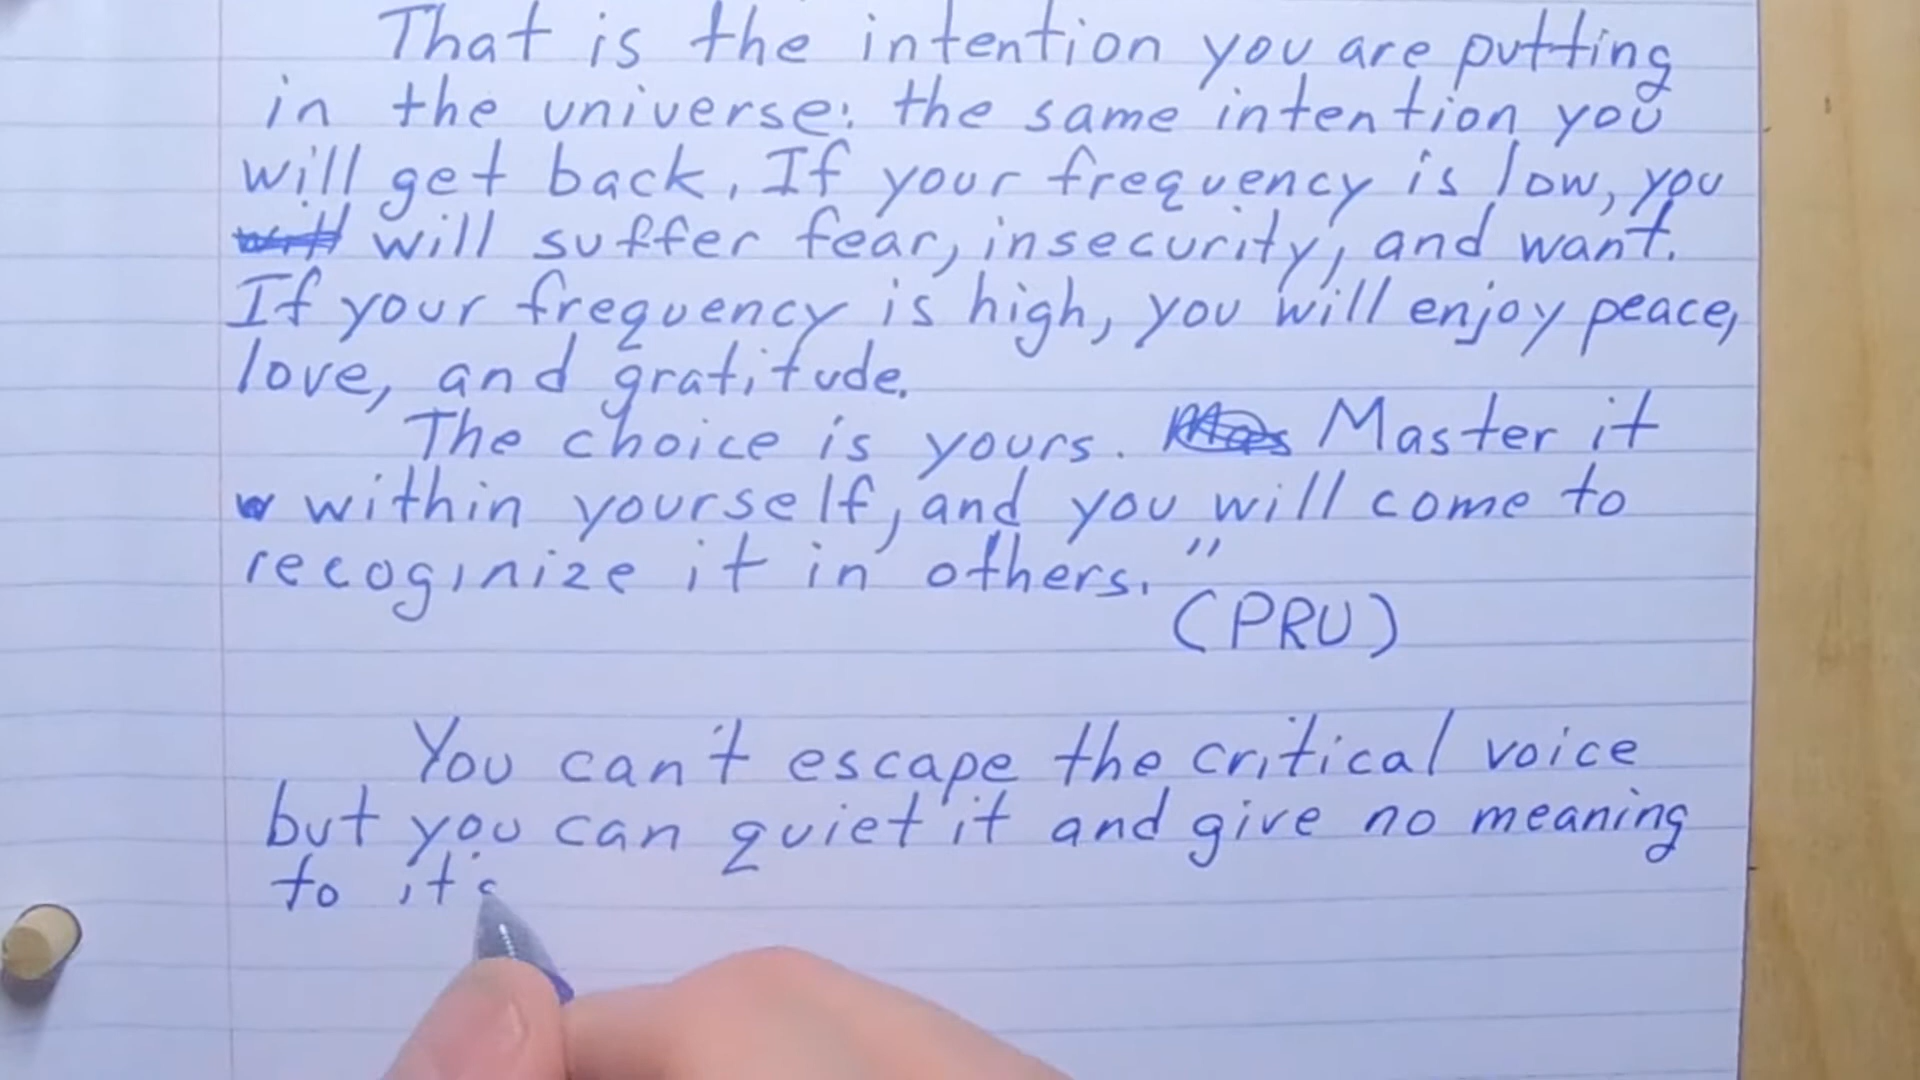 That is the intention you are putting
in the universe: the same intention you
will get back. If your frequency is low, you
will suffer fear, insecurity, and want.
If your frequency is high, you will enjoy peace,
love, and gratitude.
The choice is yours. Master it
within yourself, and you will come to
recoginize it in others."
(PRU)
You can't escape the critical voice
but you can quiet it and give no meaning
to it's